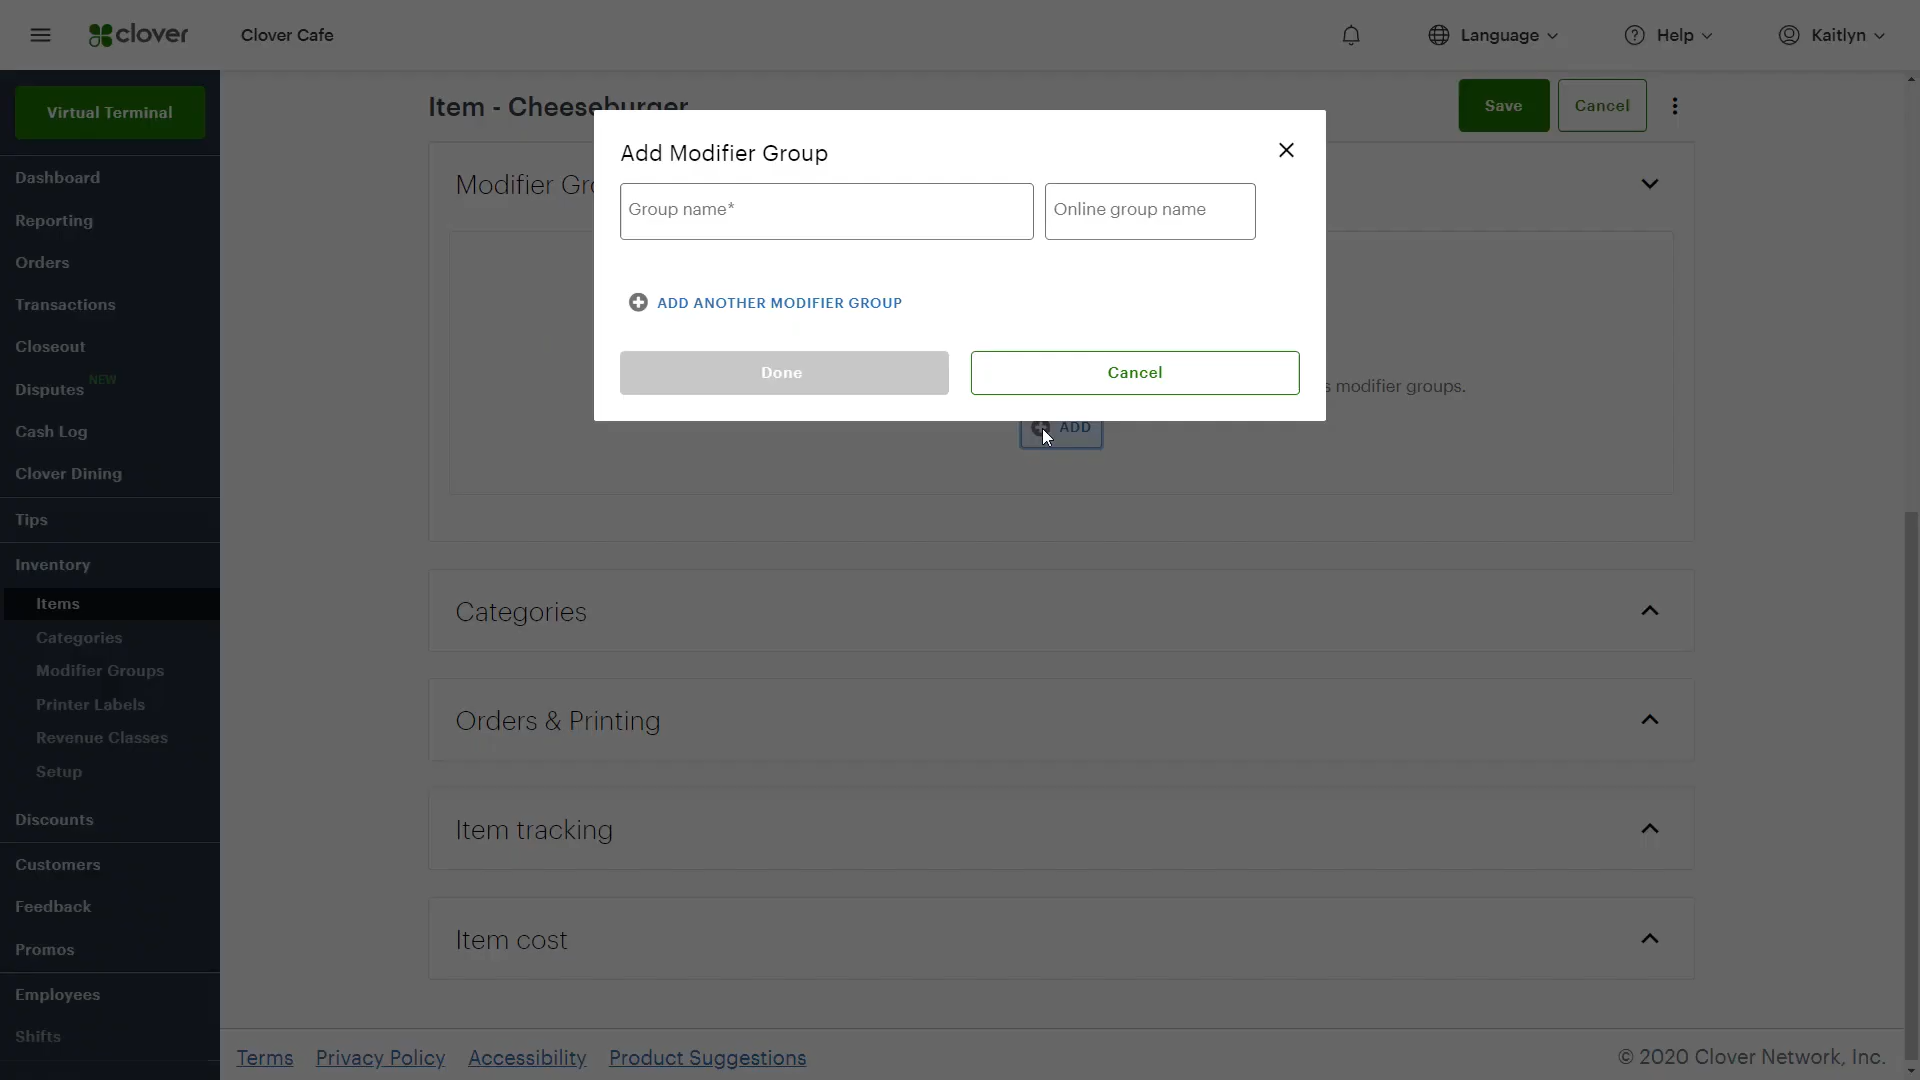 clover
Clover Cafe
Language
Help
Kaitlyn
Virtual Terminal
Dashboard
Reporting
Orders
Transactions
Closeout
Disputes NEW
Cash Log
Clover Dining
Tips
Inventory
Items
Categories
Modifier Groups
Printer Labels
Revenue Classes
Setup
Discounts
Customers
Feedback
Promos
Employees
Shifts
Item - Cheeseburger
Save
Cancel
Modifier Gr
Add Modifier Group
Group name*
Online group name
ADD ANOTHER MODIFIER GROUP
Done
Cancel
s modifier groups.
ADD
Categories
Orders & Printing
Item tracking
Item cost
Terms
Privacy Policy
Accessibility
Product Suggestions
© 2020 Clover Network, Inc.